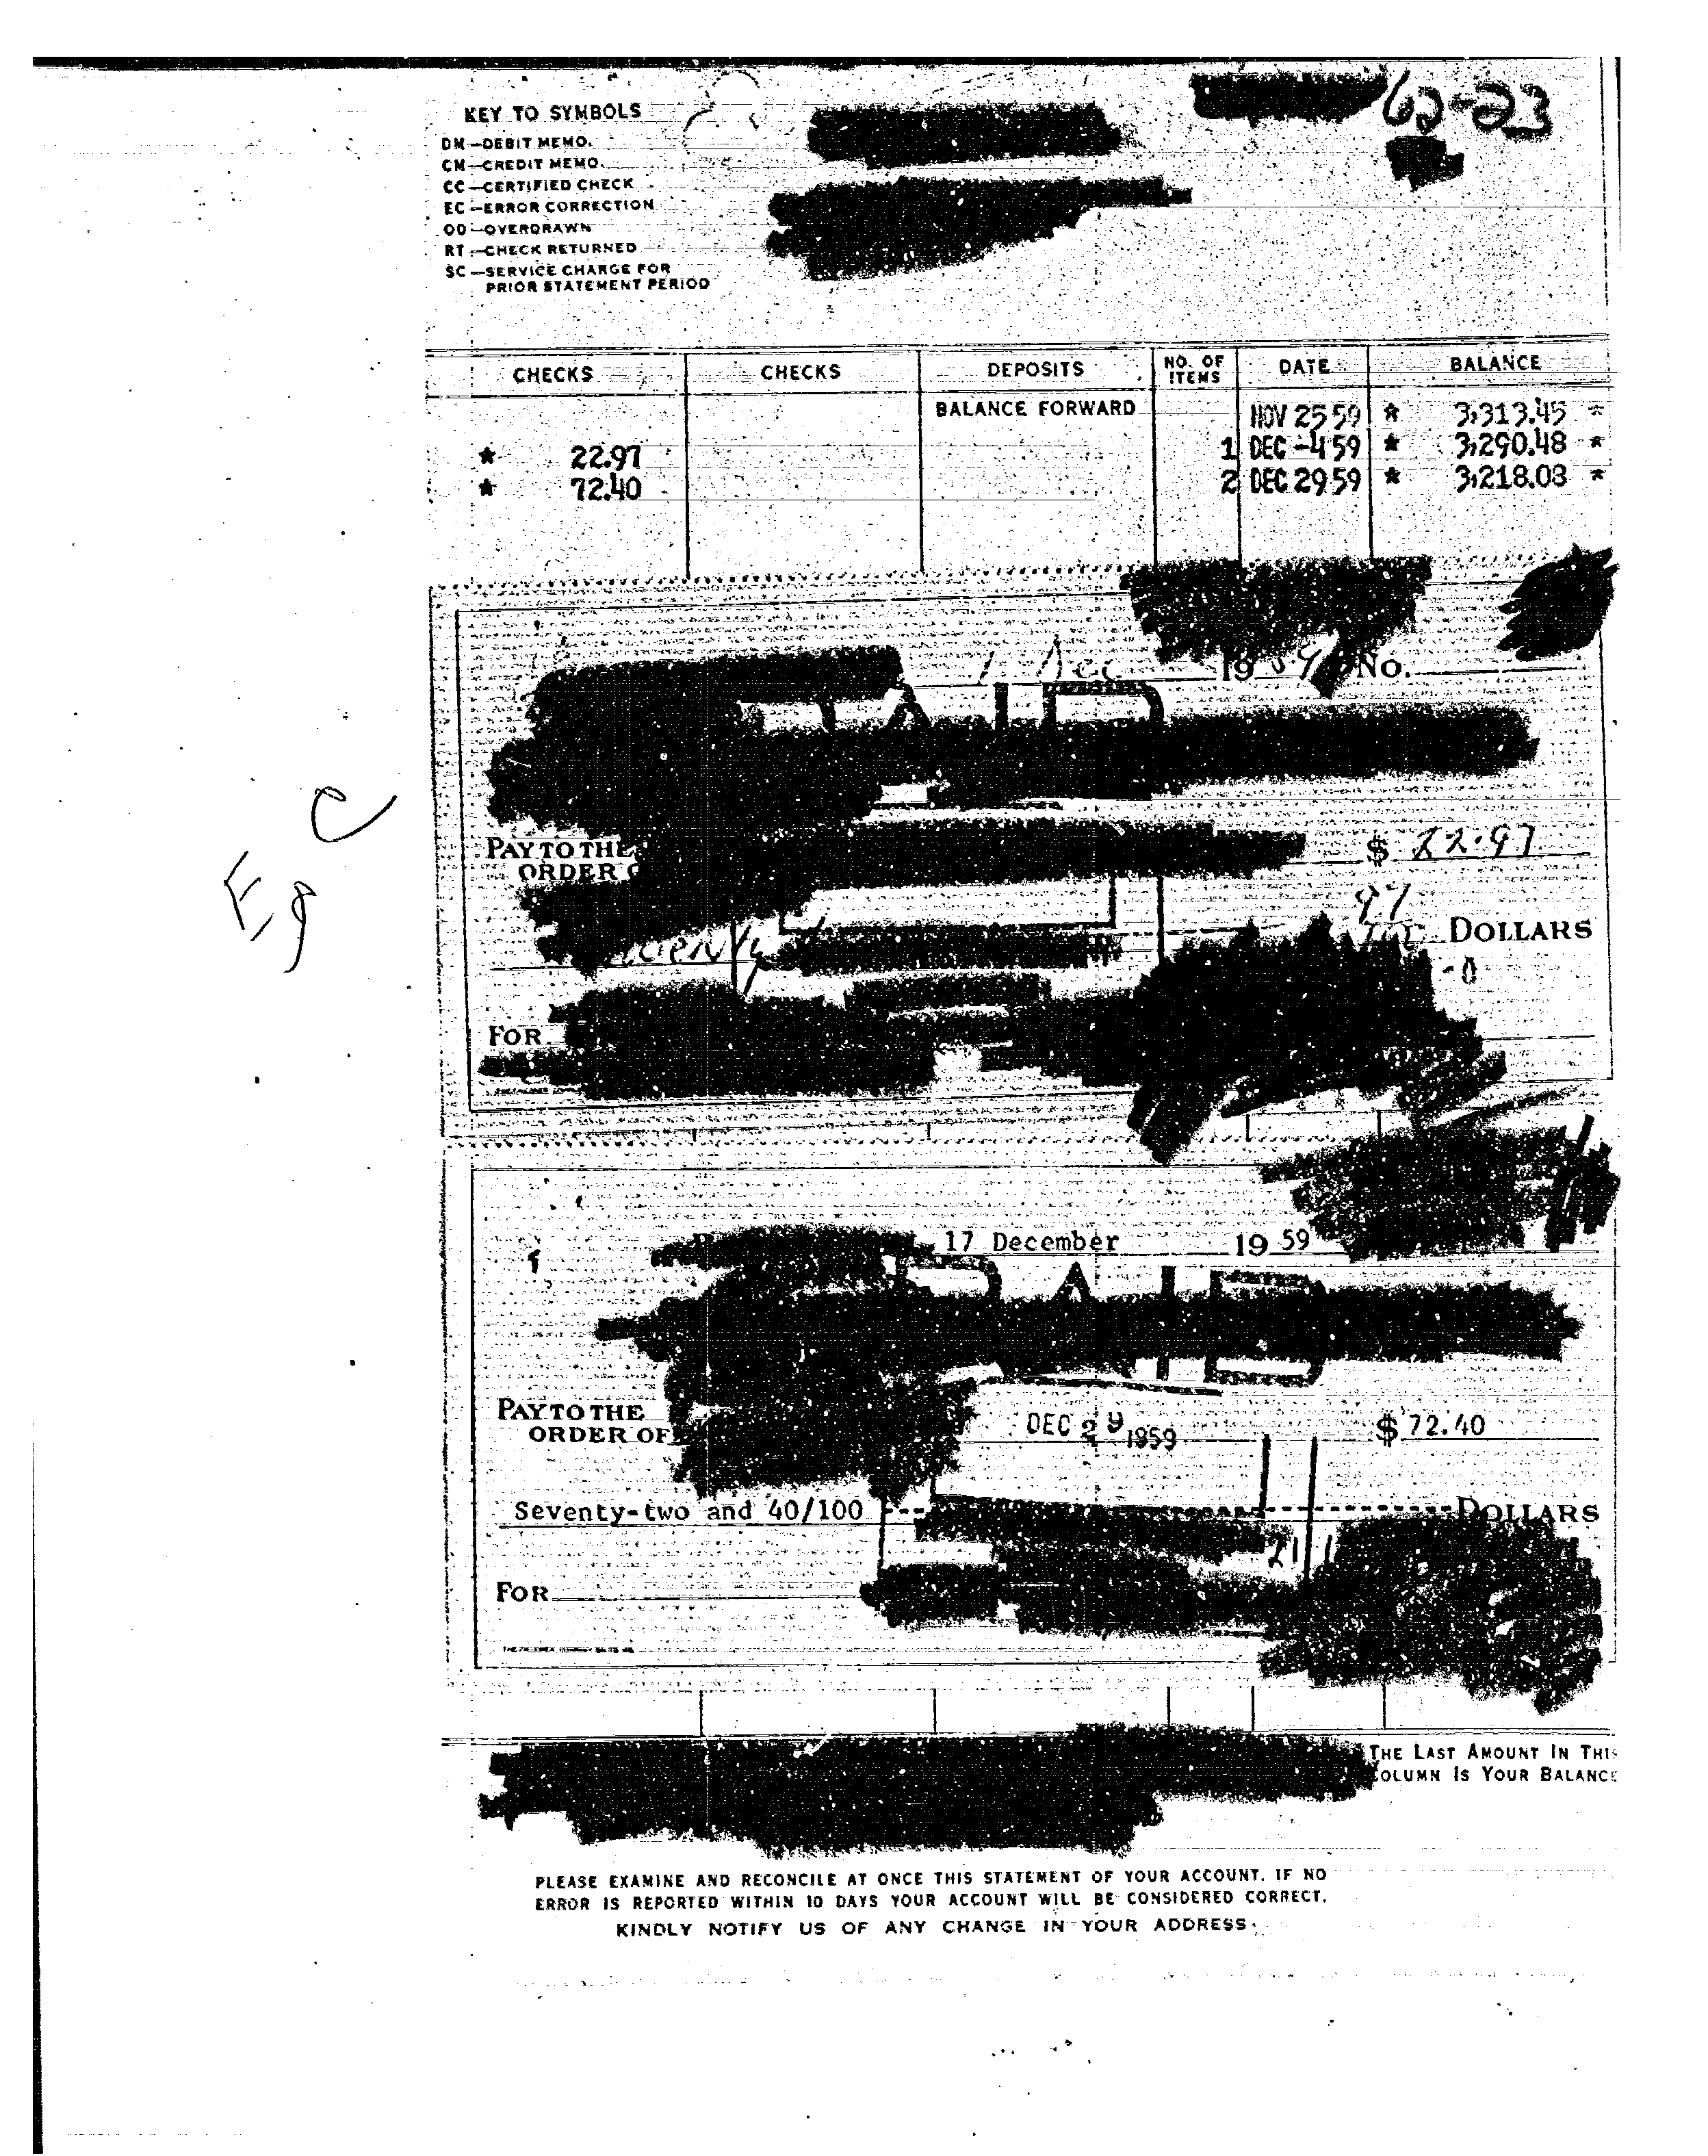 62-23
KEY TO SYMBOLS
DM—DEBIT MEMO.
CM—CREDIT MEMO.
CC—CERTIFIED CHECK
EC—ERROR CORRECTION
OD—OVERDRAWN
RT—CHECK RETURNED
SC—SERVICE CHARGE FOR
PRIOR STATEMENT PERIOD
CHECKS CHECKS DEPOSITS NO. OF ITEMS DATE BALANCE
BALANCE FORWARD NOV 25 59 * 3,313.45 *
* 22.97 1 DEC -4 59 * 3,290.48 *
* 72.40 2 DEC 29 59 * 3,218.08 *
1 Dec 19 59 No.
PAID
PAY TO THE
ORDER O
$ 22.97
97
DOLLARS
FOR
17 December 19 59
PAID
PAY TO THE
ORDER OF
DEC 29 1959
$ 72.40
Seventy-two and 40/100 DOLLARS
FOR
THE LAST AMOUNT IN THIS
COLUMN IS YOUR BALANCE
PLEASE EXAMINE AND RECONCILE AT ONCE THIS STATEMENT OF YOUR ACCOUNT. IF NO
ERROR IS REPORTED WITHIN 10 DAYS YOUR ACCOUNT WILL BE CONSIDERED CORRECT.
KINDLY NOTIFY US OF ANY CHANGE IN YOUR ADDRESS.